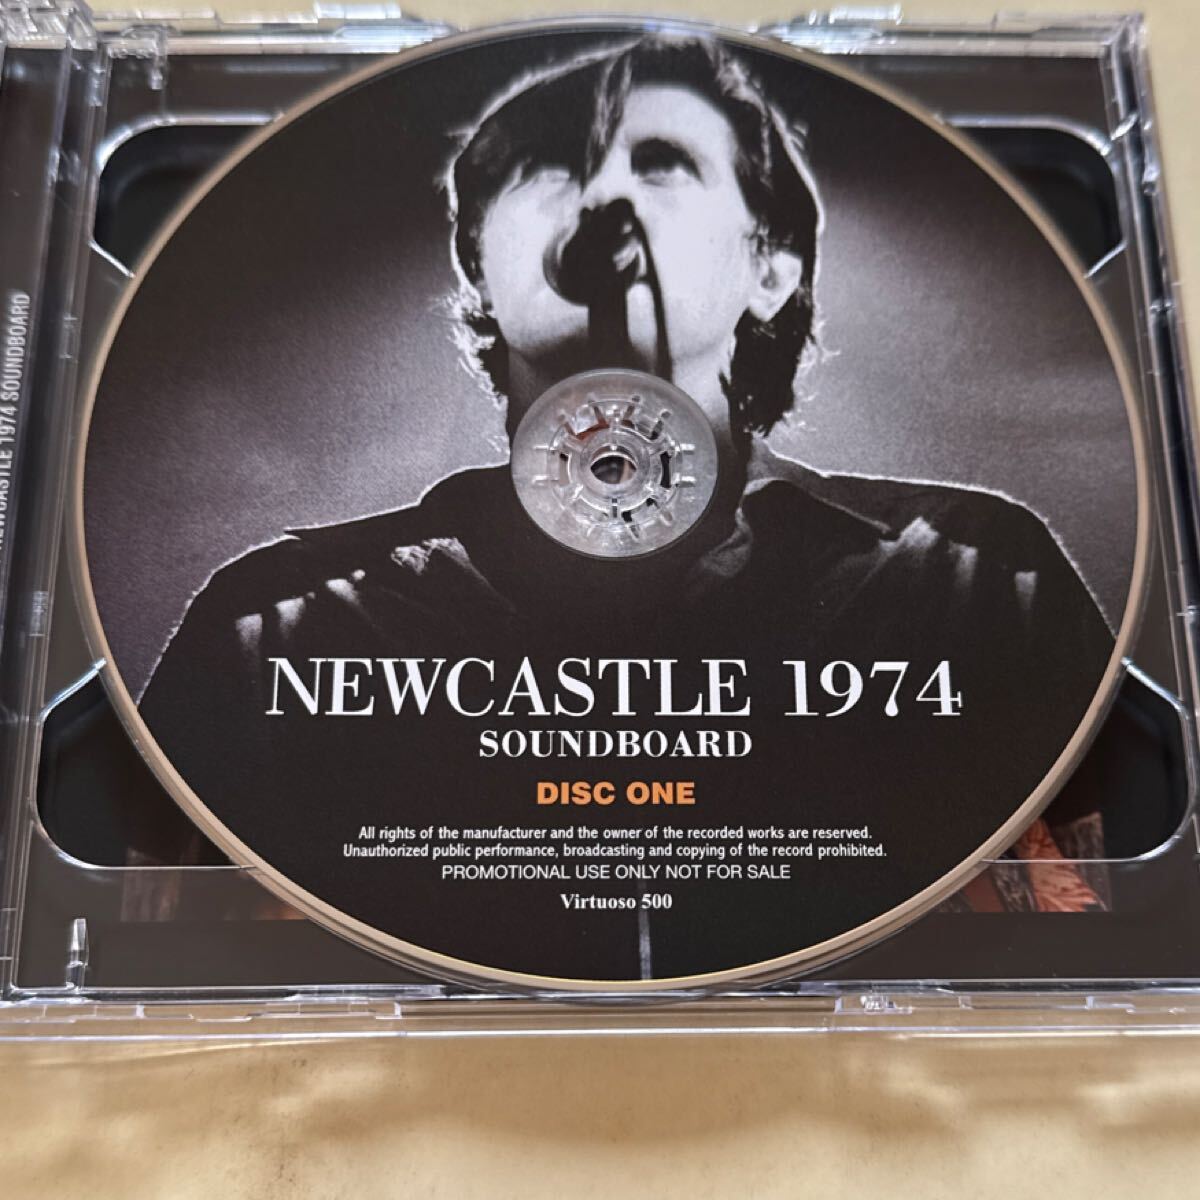 NEWCASTLE 1974 SOUNDBOARD
NEWCASTLE 1974
SOUNDBOARD
DISC ONE
All rights of the manufacturer and the owner of the recorded works are reserved.
Unauthorized public performance, broadcasting and copying of the record prohibited.
PROMOTIONAL USE ONLY NOT FOR SALE
Virtuoso 500